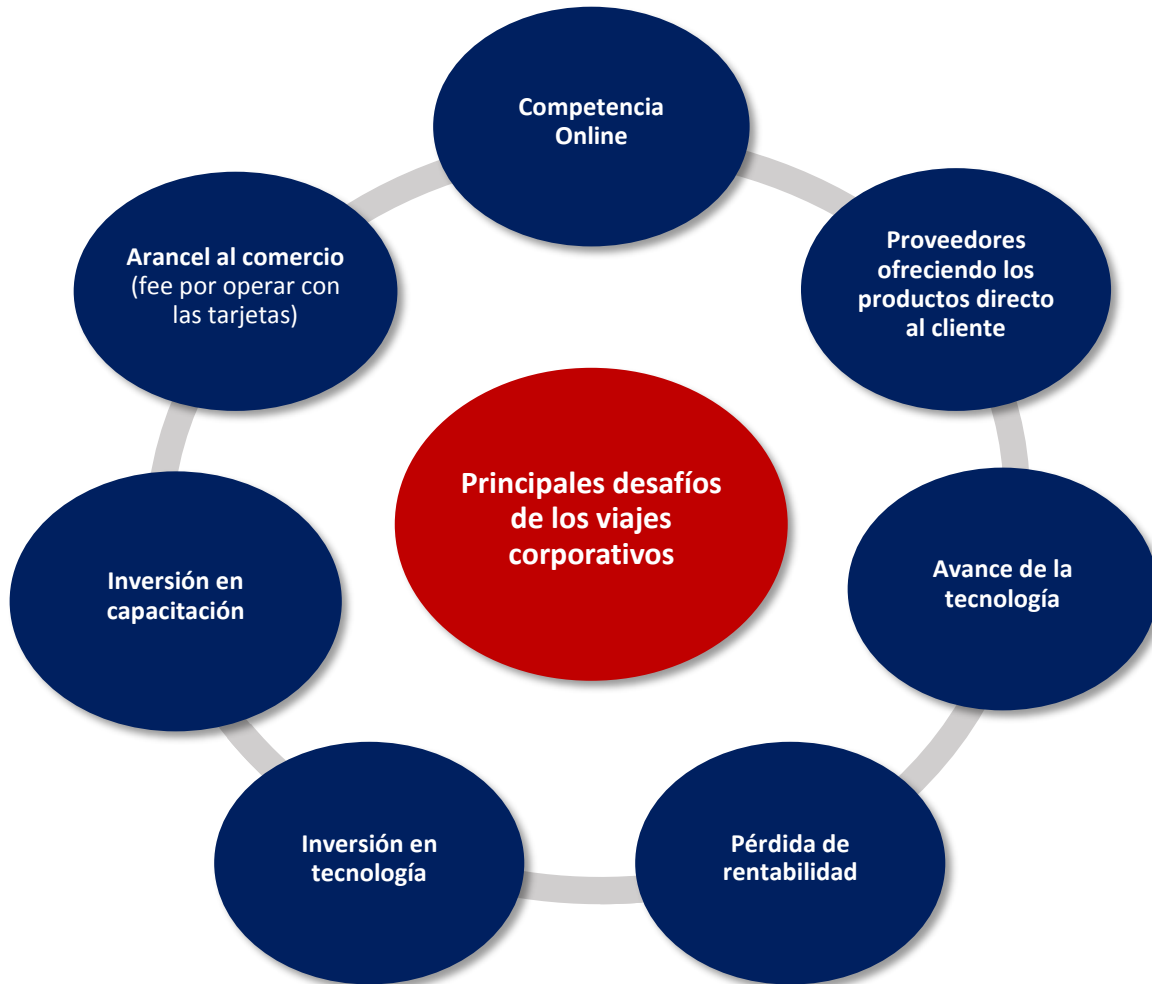 Competencia
Online
Proveedores
ofreciendo los
productos directo
al cliente
Avance de la
tecnología
Pérdida de
rentabilidad
Inversión en
tecnología
Inversión en
capacitación
Arancel al comercio
(fee por operar con
las tarjetas)
Principales desafíos
de los viajes
corporativos